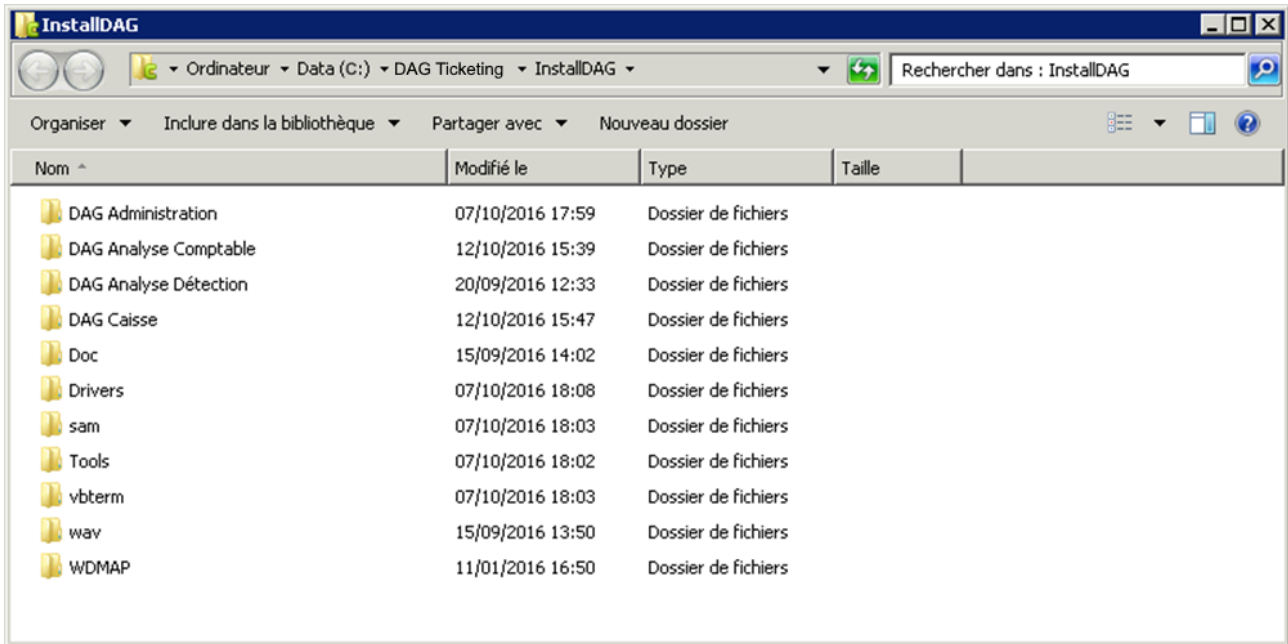 InstallDAG
Ordinateur Data (C:) DAG Ticketing InstallDAG Rechercher dans : InstallDAG
Organiser Inclure dans la bibliothèque Partager avec Nouveau dossier
Nom Modifié le Type Taille
DAG Administration 07/10/2016 17:59 Dossier de fichiers
DAG Analyse Comptable 12/10/2016 15:39 Dossier de fichiers
DAG Analyse Détection 20/09/2016 12:33 Dossier de fichiers
DAG Caisse 12/10/2016 15:47 Dossier de fichiers
Doc 15/09/2016 14:02 Dossier de fichiers
Drivers 07/10/2016 18:08 Dossier de fichiers
sam 07/10/2016 18:03 Dossier de fichiers
Tools 07/10/2016 18:02 Dossier de fichiers
vbterm 07/10/2016 18:03 Dossier de fichiers
wav 15/09/2016 13:50 Dossier de fichiers
WDMAP 11/01/2016 16:50 Dossier de fichiers